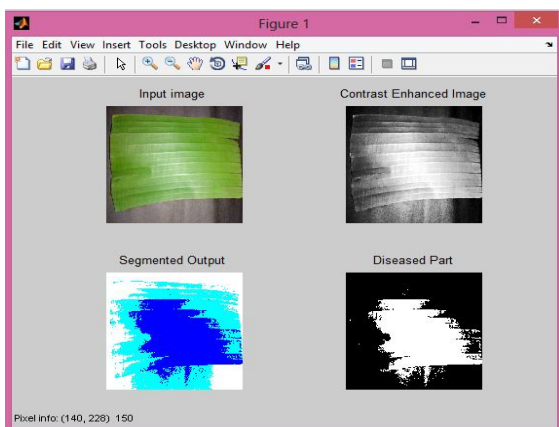 Figure 1
File Edit View Insert Tools Desktop Window Help
Input image
Contrast Enhanced Image
Segmented Output
Diseased Part
Pixel info: (140, 228) 150